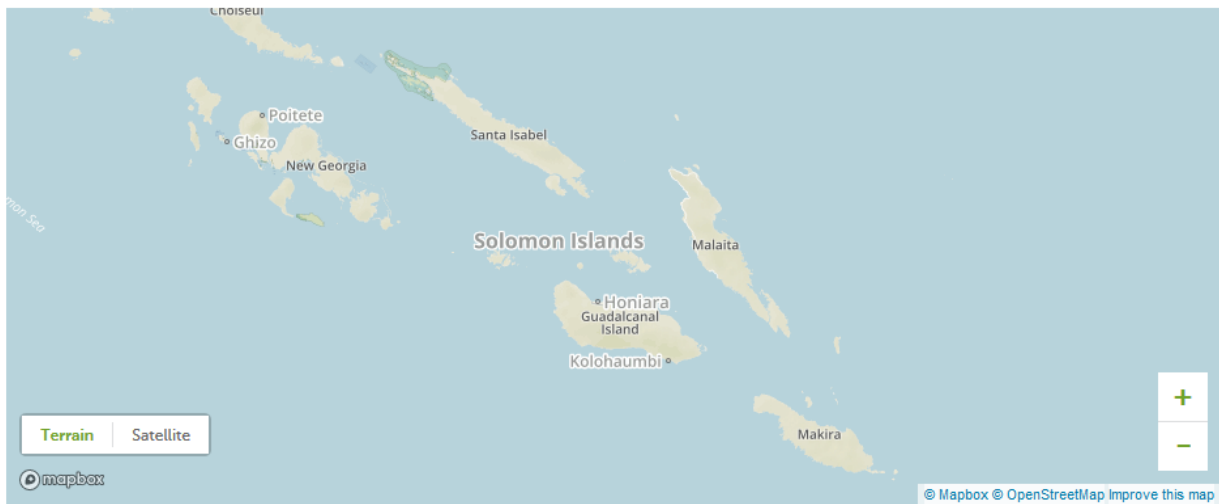 Choiseul
Poitete
Ghizo
Santa Isabel
New Georgia
mon Sea
Solomon Islands
Malaita
Honiara
Guadalcanal
Island
Kolohaumbi
+
Terrain Satellite
Makira
−
mapbox
© Mapbox © OpenStreetMap Improve this map